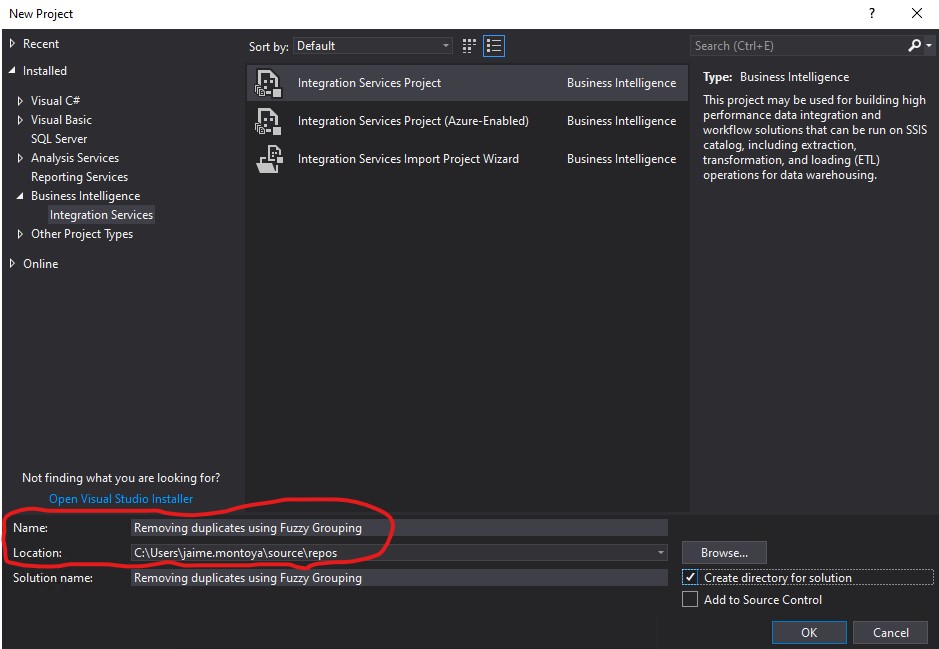 New Project
?
Recent
Installed
Visual C#
Visual Basic
SQL Server
Analysis Services
Reporting Services
Business Intelligence
Integration Services
Other Project Types
Online
Not finding what you are looking for?
Open Visual Studio Installer
Sort by: Default
Integration Services Project Business Intelligence
Integration Services Project (Azure-Enabled) Business Intelligence
Integration Services Import Project Wizard Business Intelligence
Search (Ctrl+E)
Type: Business Intelligence
This project may be used for building high
performance data integration and
workflow solutions that can be run on SSIS
catalog, including extraction,
transformation, and loading (ETL)
operations for data warehousing.
Name: Removing duplicates using Fuzzy Grouping
Location: C:\Users\jaime.montoya\source\repos
Browse...
Solution name: Removing duplicates using Fuzzy Grouping
Create directory for solution
Add to Source Control
OK Cancel